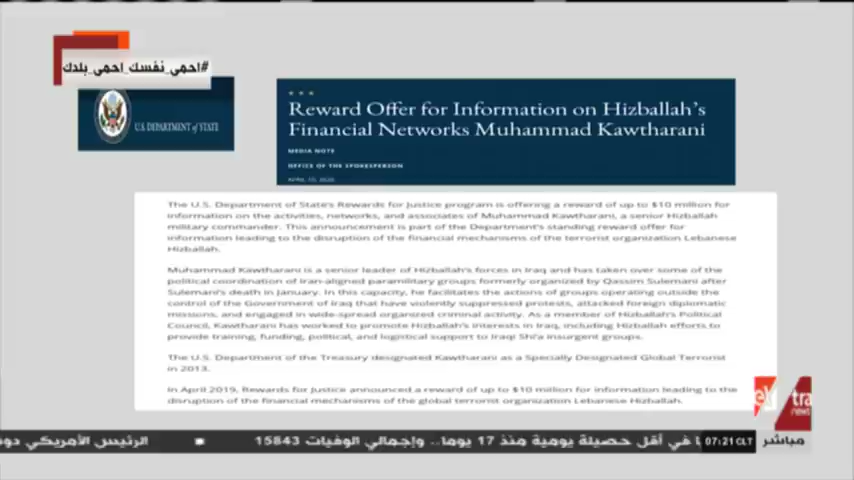 #احمى_نفسك_احمى_بلدك
U.S. DEPARTMENT of STATE
Reward Offer for Information on Hizballah's
Financial Networks Muhammad Kawtharani
MEDIA NOTE
OFFICE OF THE SPOKESPERSON
APRIL 10, 2020
The U.S. Department of State's Rewards for Justice program is offering a reward of up to $10 million for
information on the activities, networks, and associates of Muhammad Kawtharani, a senior Hizballah
military commander. This announcement is part of the Department's standing reward offer for
information leading to the disruption of the financial mechanisms of the terrorist organization Lebanese
Hizballah.
Muhammad Kawtharani is a senior leader of Hizballah's forces in Iraq and has taken over some of the
political coordination of Iran-aligned paramilitary groups formerly organized by Qassim Sulemani after
Sulemani's death in January. In this capacity, he facilitates the actions of groups operating outside the
control of the Government of Iraq that have violently suppressed protests, attacked foreign diplomatic
missions, and engaged in wide-spread organized criminal activity. As a member of Hizballah's Political
Council, Kawtharani has worked to promote Hizballah's interests in Iraq, including Hizballah efforts to
provide training, funding, political, and logistical support to Iraqi Shi'a insurgent groups.
The U.S. Department of the Treasury designated Kawtharani as a Specially Designated Global Terrorist
in 2013.
In April 2019, Rewards for Justice announced a reward of up to $10 million for information leading to the
disruption of the financial mechanisms of the global terrorist organization Lebanese Hizballah.
eX tra
news
مباشر
07:21 CLT
ا في أقل حصيلة يومية منذ 17 يوما.. وإجمالي الوفيات 15843
الرئيس الأمريكي دو